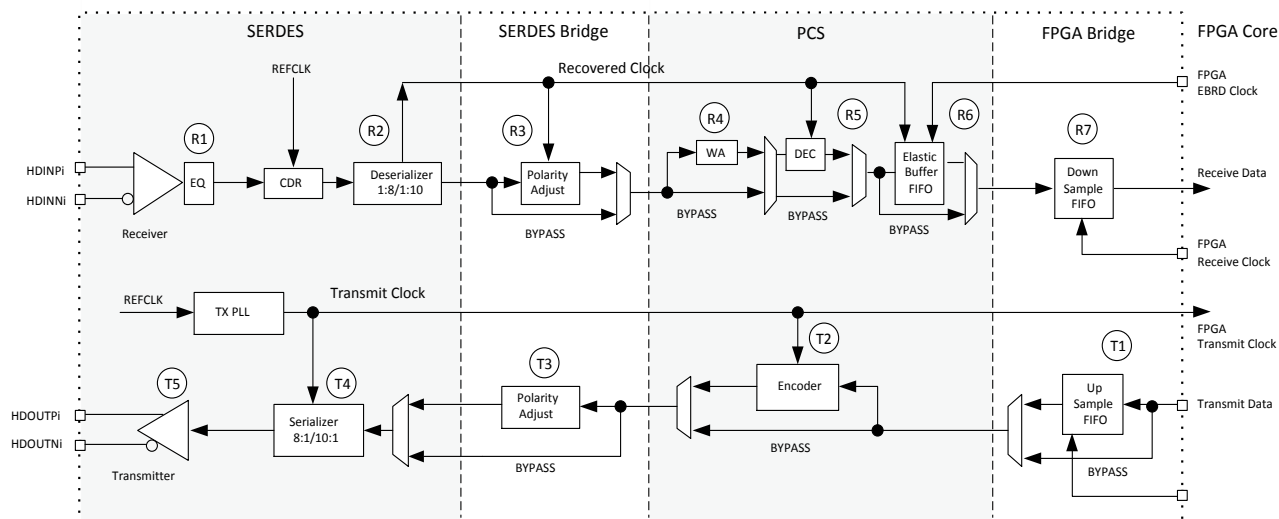 SERDES
SERDES Bridge
PCS
FPGA Bridge
FPGA Core
REFCLK
Recovered Clock
FPGA
EBRD Clock
R1
R2
R3
R4
R5
R6
R7
HDINPi
HDINNi
EQ
CDR
Deserializer
1:8/1:10
Polarity
Adjust
WA
DEC
Elastic
Buffer
FIFO
Down
Sample
FIFO
Receive Data
Receiver
BYPASS
BYPASS
BYPASS
BYPASS
FPGA
Receive Clock
REFCLK
TX PLL
Transmit Clock
FPGA
Transmit Clock
T5
T4
T3
T2
T1
HDOUTPi
HDOUTNi
Transmitter
Serializer
8:1/10:1
Polarity
Adjust
Encoder
Up
Sample
FIFO
Transmit Data
BYPASS
BYPASS
BYPASS